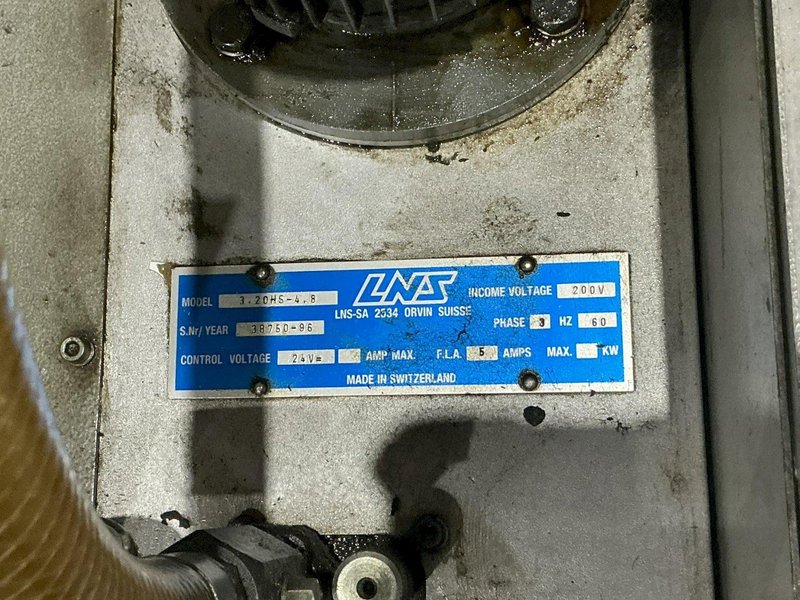 LNS
MODEL 3.20HS-4.8 INCOME VOLTAGE 200V
LNS-SA 2534 ORVIN SUISSE
S.Nr/ YEAR 38750-96 PHASE 3 HZ 60
CONTROL VOLTAGE 24V= AMP MAX. F.L.A. 5 AMPS MAX. KW
MADE IN SWITZERLAND